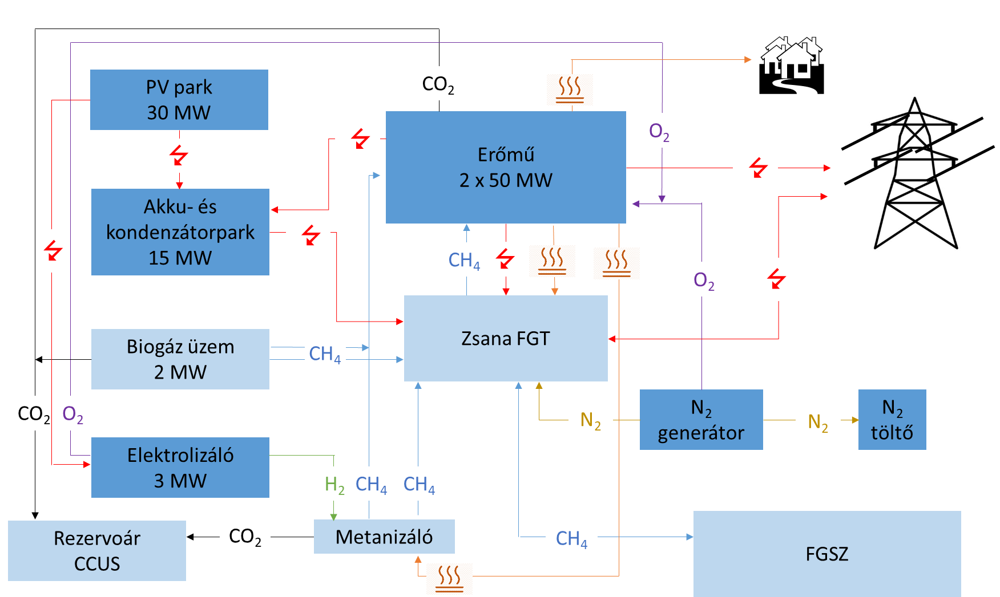 CO₂
PV park
30 MW
O₂
Erőmű
2 x 50 MW
Akku- és
kondenzátorpark
15 MW
CH₄
O₂
Zsana FGT
Biogáz üzem
2 MW
CH₄
CO₂
O₂
N₂
N₂
generátor
N₂
N₂
töltő
Elektrolizáló
3 MW
H₂
CH₄
CH₄
Rezervoár
CCUS
CO₂
Metanizáló
CH₄
FGSZ